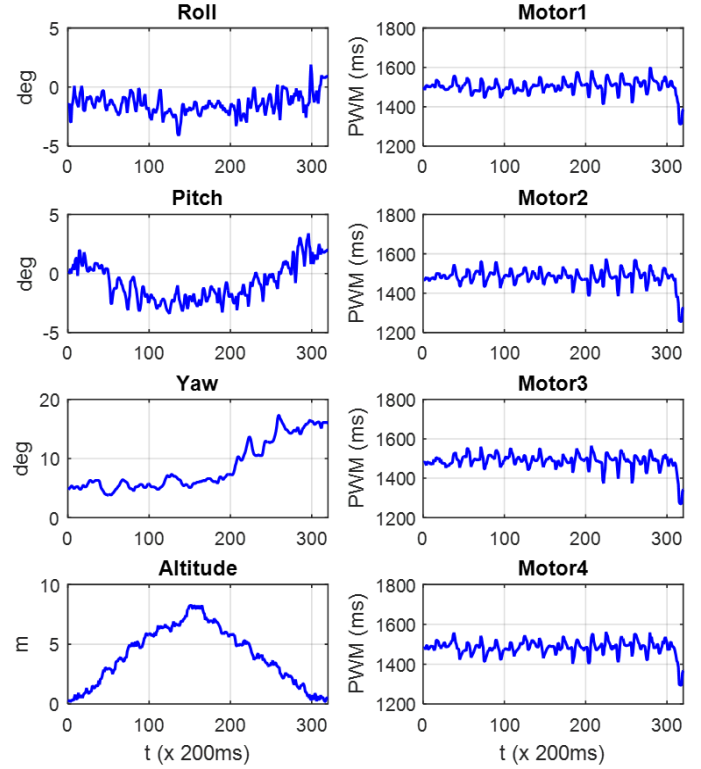 Roll
5
0
-5
deg
0 100 200 300
Motor1
1800
1600
1400
1200
PWM (ms)
0 100 200 300
Pitch
5
0
-5
deg
0 100 200 300
Motor2
1800
1600
1400
1200
PWM (ms)
0 100 200 300
Yaw
20
10
0
deg
0 100 200 300
Motor3
1800
1600
1400
1200
PWM (ms)
0 100 200 300
Altitude
10
5
0
m
0 100 200 300
t (x 200ms)
Motor4
1800
1600
1400
1200
PWM (ms)
0 100 200 300
t (x 200ms)